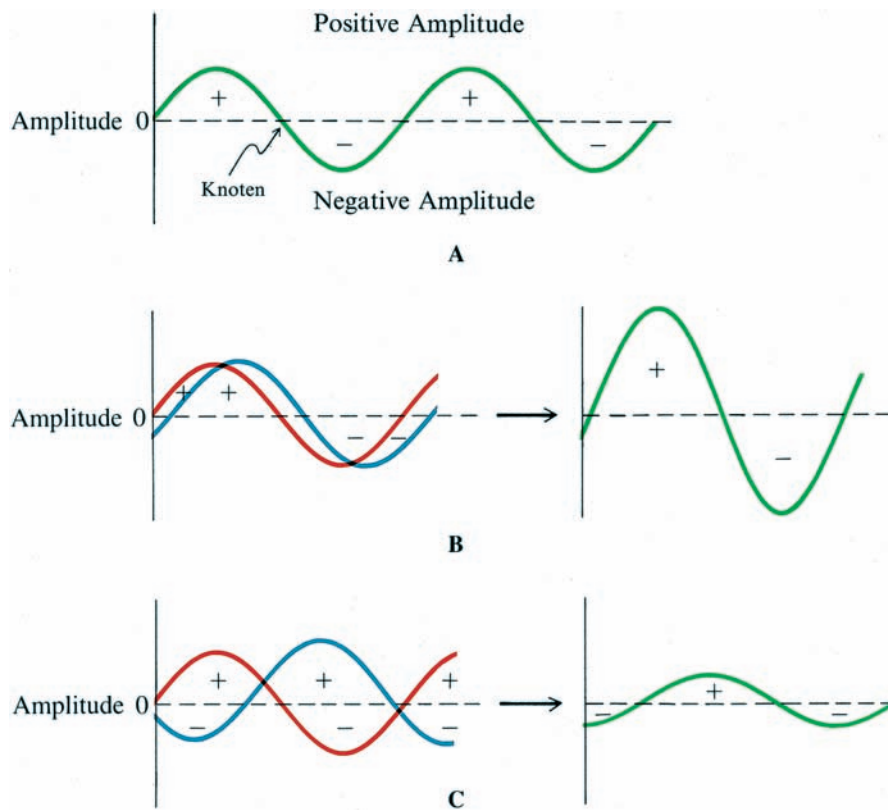 Positive Amplitude
+ +
Amplitude 0
− −
Knoten
Negative Amplitude
A
+ + +
Amplitude 0
− − −
B
+ + + +
Amplitude 0
− − − − −
C